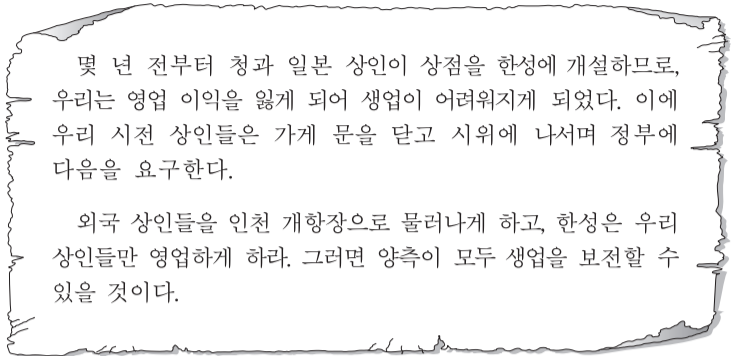 몇 년 전부터 청과 일본 상인이 상점을 한성에 개설하므로,
우리는 영업 이익을 잃게 되어 생업이 어려워지게 되었다. 이에
우리 시전 상인들은 가게 문을 닫고 시위에 나서며 정부에
다음을 요구한다.
외국 상인들을 인천 개항장으로 물러나게 하고, 한성은 우리
상인들만 영업하게 하라. 그러면 양측이 모두 생업을 보전할 수
있을 것이다.